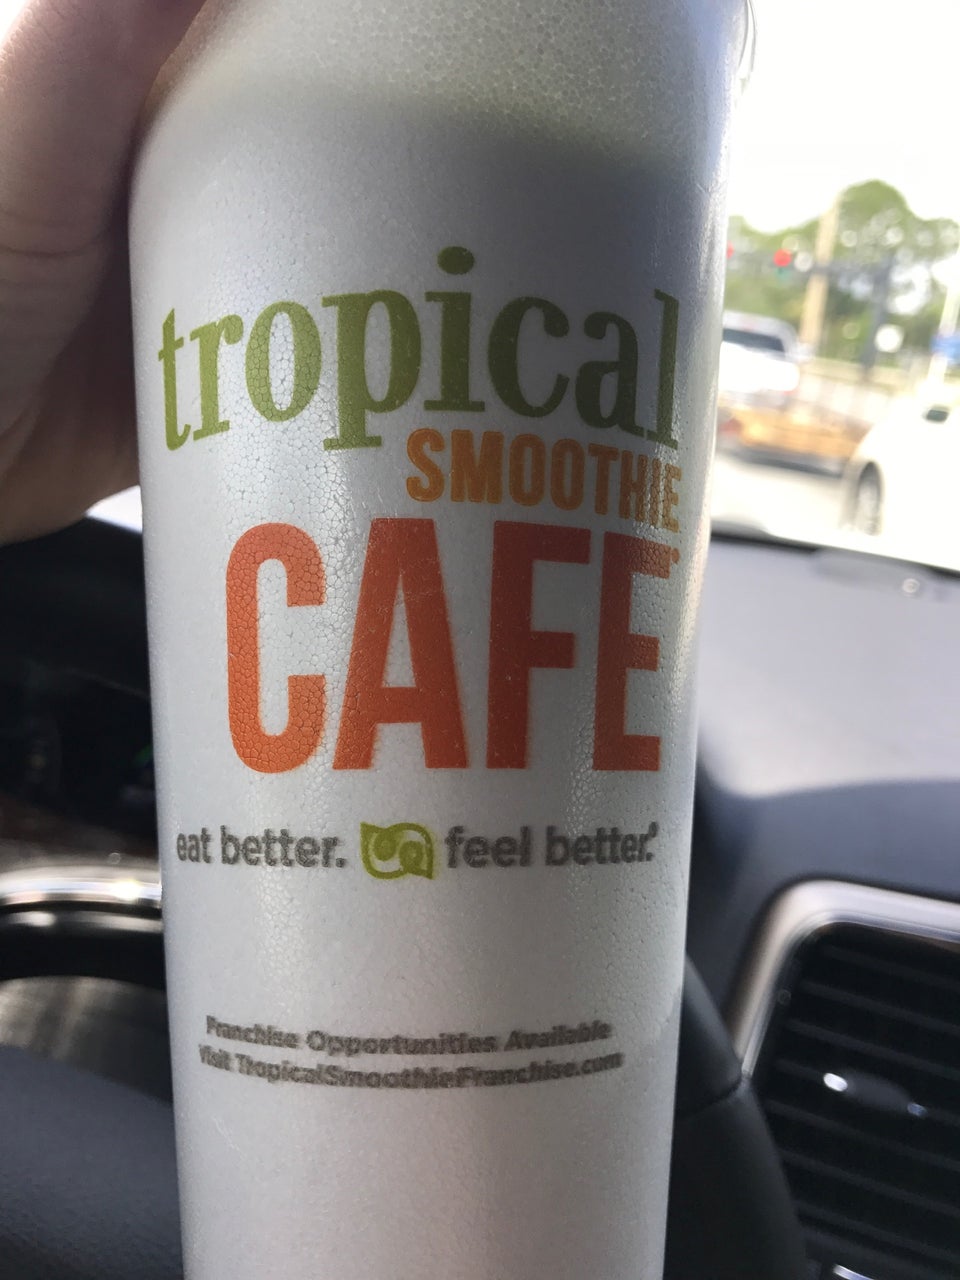 tropical
SMOOTHIE
CAFE
eat better. feel better.
Franchise Opportunities Available
Visit TropicalSmoothieFranchise.com